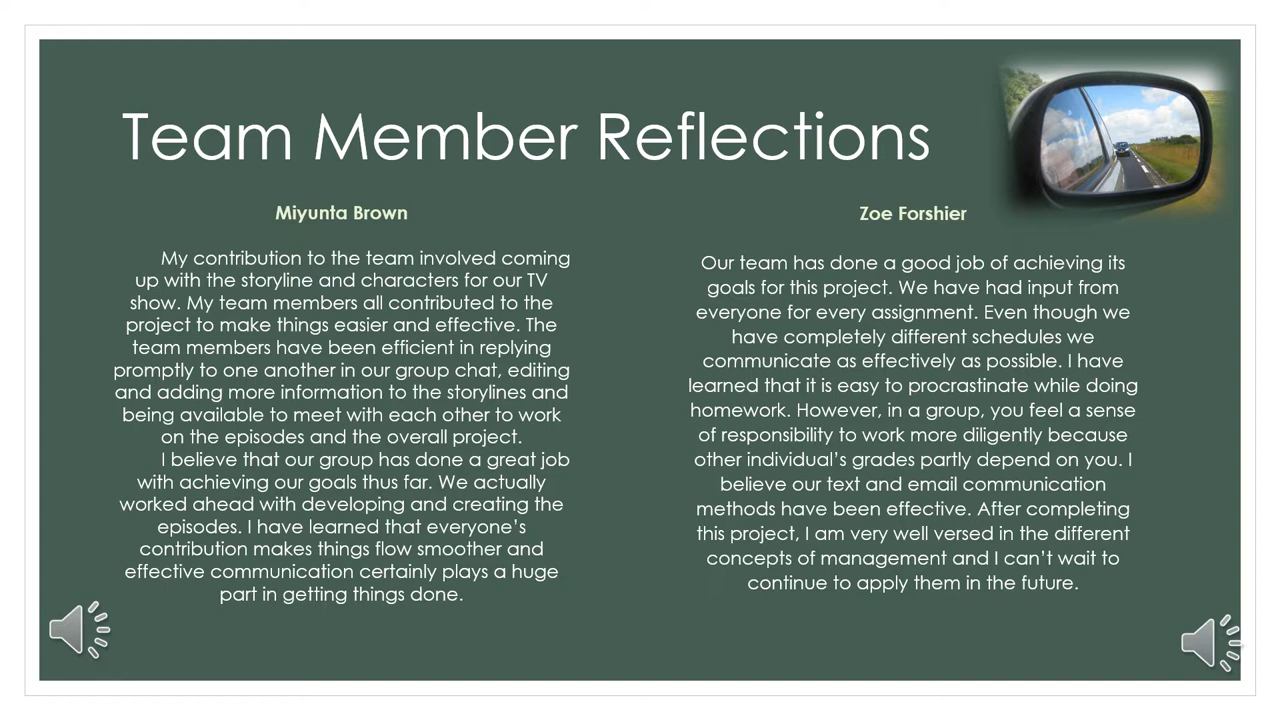 Team Member Reflections
Miyunta Brown
My contribution to the team involved coming
up with the storyline and characters for our TV
show. My team members all contributed to the
project to make things easier and effective. The
team members have been efficient in replying
promptly to one another in our group chat, editing
and adding more information to the storylines and
being available to meet with each other to work
on the episodes and the overall project.
I believe that our group has done a great job
with achieving our goals thus far. We actually
worked ahead with developing and creating the
episodes. I have learned that everyone’s
contribution makes things flow smoother and
effective communication certainly plays a huge
part in getting things done.
Zoe Forshier
Our team has done a good job of achieving its
goals for this project. We have had input from
everyone for every assignment. Even though we
have completely different schedules we
communicate as effectively as possible. I have
learned that it is easy to procrastinate while doing
homework. However, in a group, you feel a sense
of responsibility to work more diligently because
other individual’s grades partly depend on you. I
believe our text and email communication
methods have been effective. After completing
this project, I am very well versed in the different
concepts of management and I can’t wait to
continue to apply them in the future.